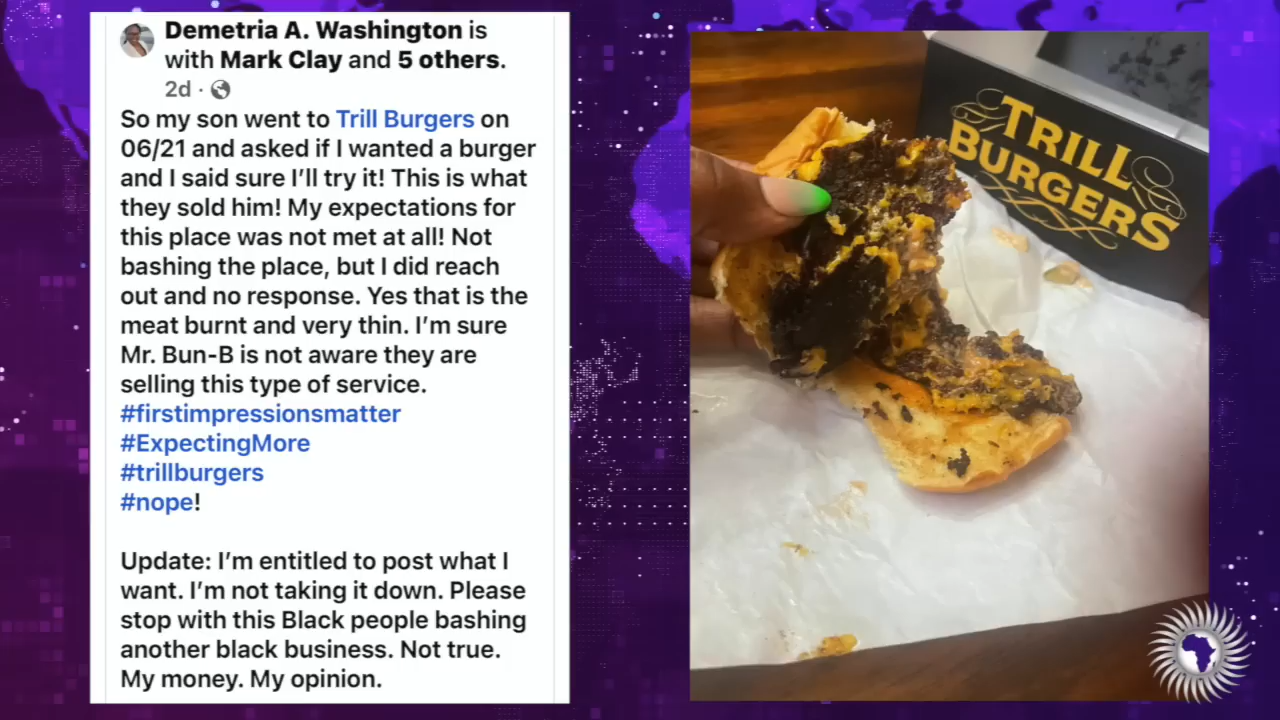 Demetria A. Washington is
with Mark Clay and 5 others.
2d ·
So my son went to Trill Burgers on
06/21 and asked if I wanted a burger
and I said sure I'll try it! This is what
they sold him! My expectations for
this place was not met at all! Not
bashing the place, but I did reach
out and no response. Yes that is the
meat burnt and very thin. I'm sure
Mr. Bun-B is not aware they are
selling this type of service.
#firstimpressionsmatter
#ExpectingMore
#trillburgers
#nope!
Update: I'm entitled to post what I
want. I'm not taking it down. Please
stop with this Black people bashing
another black business. Not true.
My money. My opinion.
TRILL
BURGERS